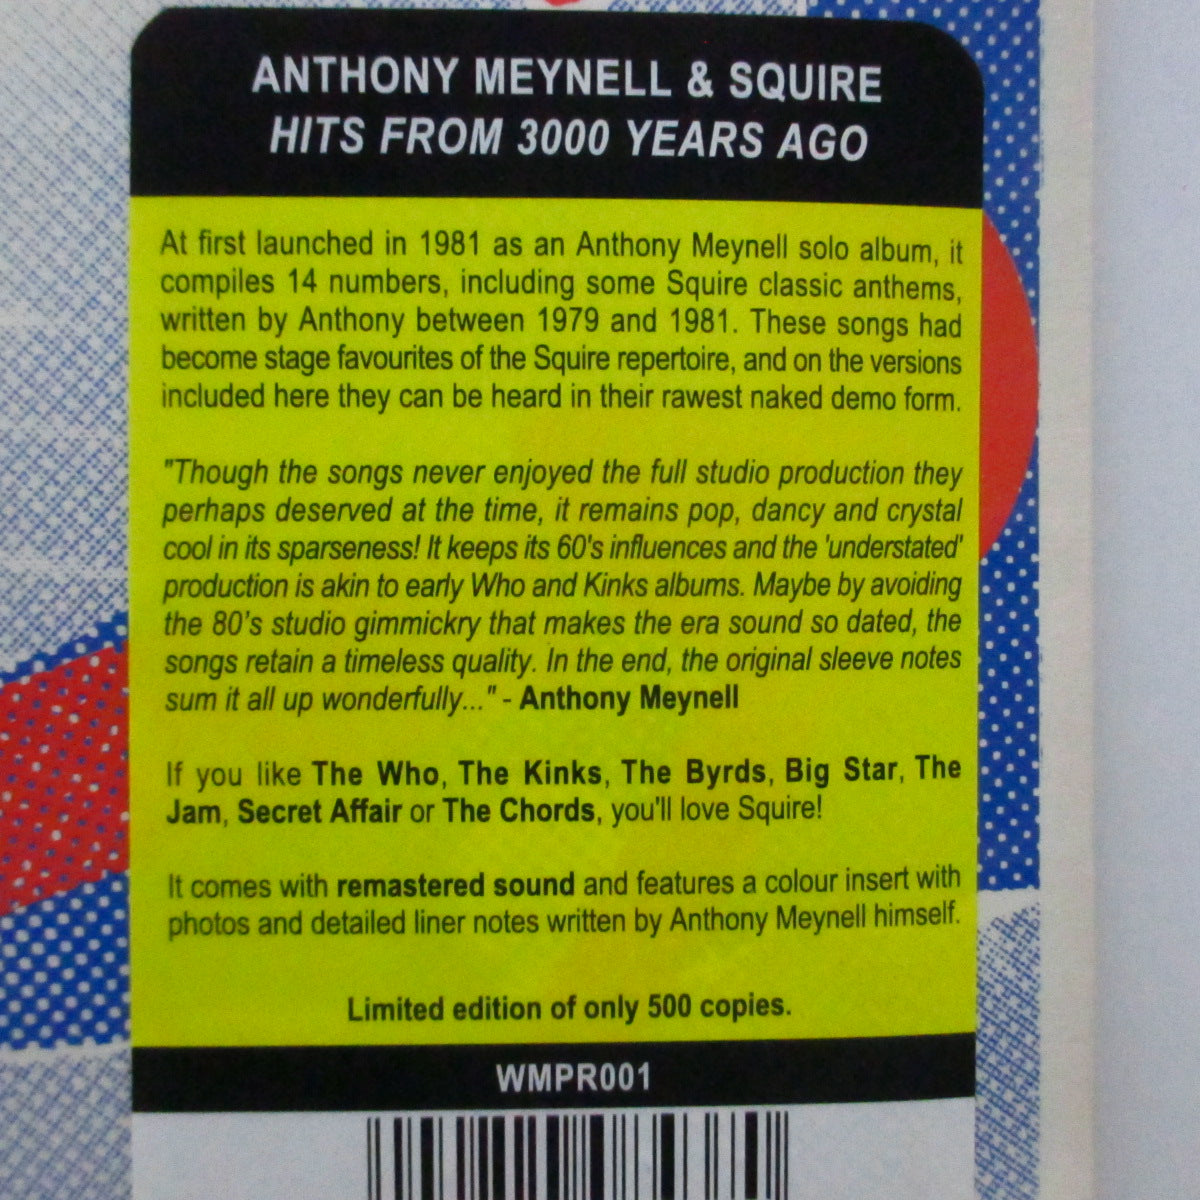 ANTHONY MEYNELL & SQUIRE
HITS FROM 3000 YEARS AGO
At first launched in 1981 as an Anthony Meynell solo album, it
compiles 14 numbers, including some Squire classic anthems,
written by Anthony between 1979 and 1981. These songs had
become stage favourites of the Squire repertoire, and on the versions
included here they can be heard in their rawest naked demo form.
"Though the songs never enjoyed the full studio production they
perhaps deserved at the time, it remains pop, dancy and crystal
cool in its sparseness! It keeps its 60's influences and the 'understated'
production is akin to early Who and Kinks albums. Maybe by avoiding
the 80's studio gimmickry that makes the era sound so dated, the
songs retain a timeless quality. In the end, the original sleeve notes
sum it all up wonderfully..." - Anthony Meynell
If you like The Who, The Kinks, The Byrds, Big Star, The
Jam, Secret Affair or The Chords, you'll love Squire!
It comes with remastered sound and features a colour insert with
photos and detailed liner notes written by Anthony Meynell himself.
Limited edition of only 500 copies.
WMPR001